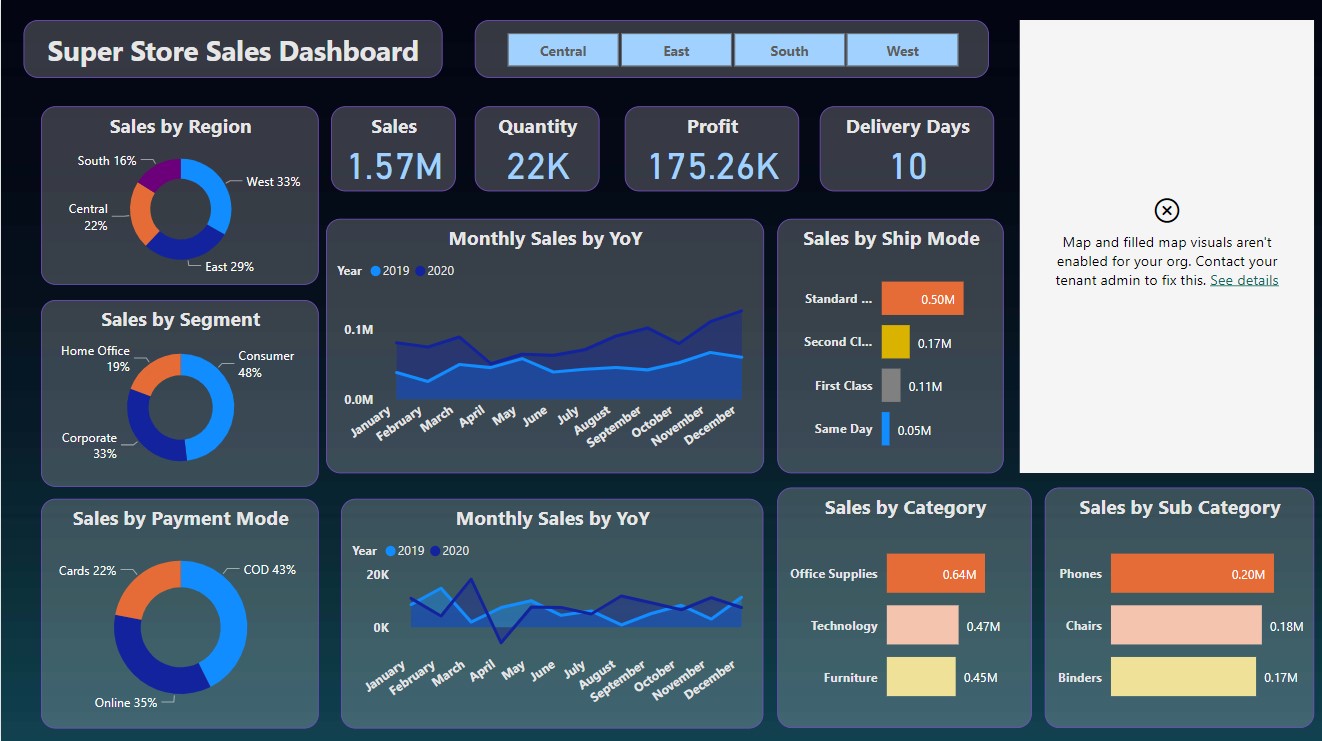 Super Store Sales Dashboard
Central
East
South
West
Sales by Region
South 16%
West 33%
Central
22%
East 29%
Sales
1.57M
Quantity
22K
Profit
175.26K
Delivery Days
10
Map and filled map visuals aren't
enabled for your org. Contact your
tenant admin to fix this. See details
Monthly Sales by YoY
Year 2019 2020
0.1M
0.0M
January
February
March
April
May
June
July
August
September
October
November
December
Sales by Ship Mode
Standard ... 0.50M
Second Cl... 0.17M
First Class 0.11M
Same Day 0.05M
Sales by Segment
Home Office
19%
Consumer
48%
Corporate
33%
Sales by Payment Mode
Cards 22%
COD 43%
Online 35%
Monthly Sales by YoY
Year 2019 2020
20K
0K
January
February
March
April
May
June
July
August
September
October
November
December
Sales by Category
Office Supplies 0.64M
Technology 0.47M
Furniture 0.45M
Sales by Sub Category
Phones 0.20M
Chairs 0.18M
Binders 0.17M